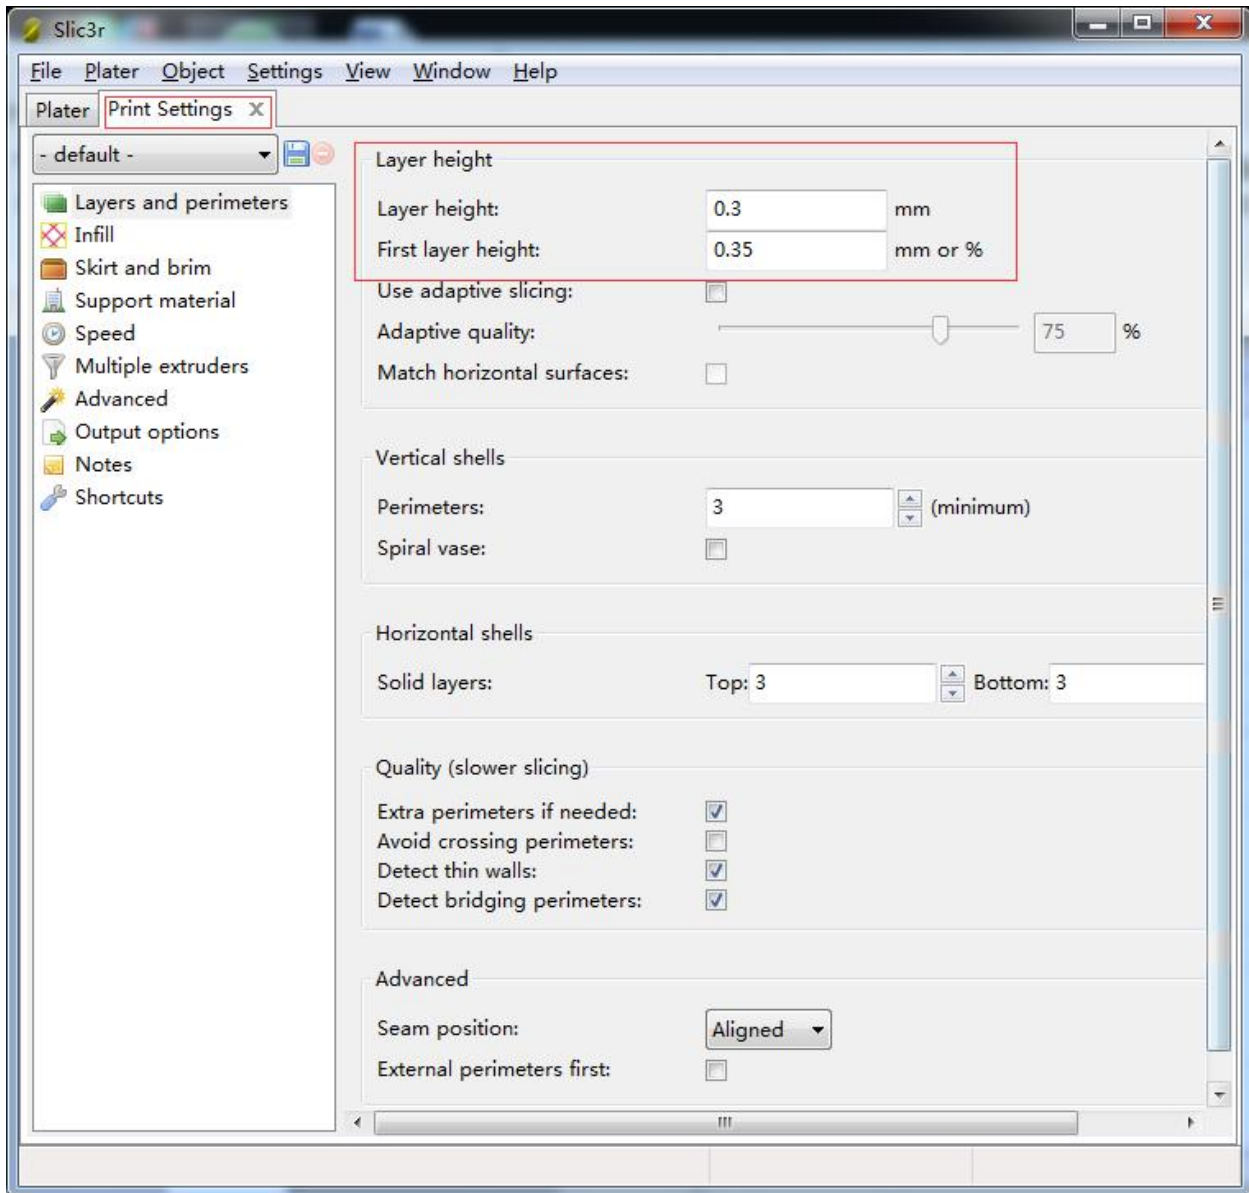 Slic3r
File Plater Object Settings View Window Help
Plater Print Settings X
- default -
Layers and perimeters
Infill
Skirt and brim
Support material
Speed
Multiple extruders
Advanced
Output options
Notes
Shortcuts
Layer height
Layer height: 0.3 mm
First layer height: 0.35 mm or %
Use adaptive slicing:
Adaptive quality: 75 %
Match horizontal surfaces:
Vertical shells
Perimeters: 3 (minimum)
Spiral vase:
Horizontal shells
Solid layers: Top: 3 Bottom: 3
Quality (slower slicing)
Extra perimeters if needed:
Avoid crossing perimeters:
Detect thin walls:
Detect bridging perimeters:
Advanced
Seam position: Aligned
External perimeters first: